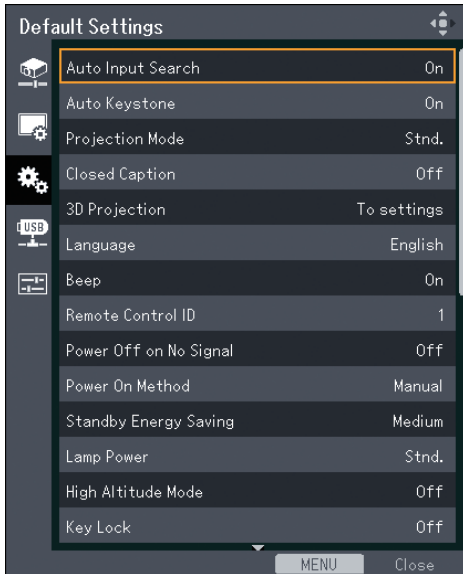 Default Settings
Auto Input Search On
Auto Keystone On
Projection Mode Stnd.
Closed Caption Off
3D Projection To settings
USB
Language English
Beep On
Remote Control ID 1
Power Off on No Signal Off
Power On Method Manual
Standby Energy Saving Medium
Lamp Power Stnd.
High Altitude Mode Off
Key Lock Off
MENU Close